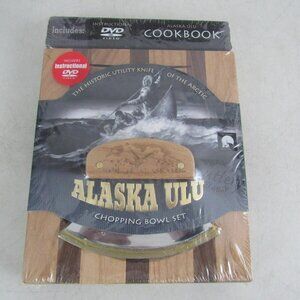 Includes:
INSTRUCTIONAL
DVD
VIDEO
ALASKA ULU
COOKBOOK
INCLUDES
Instructional
DVD
THE HISTORIC UTILITY KNIFE OF THE ARCTIC
ALASKA ULU
CHOPPING BOWL SET